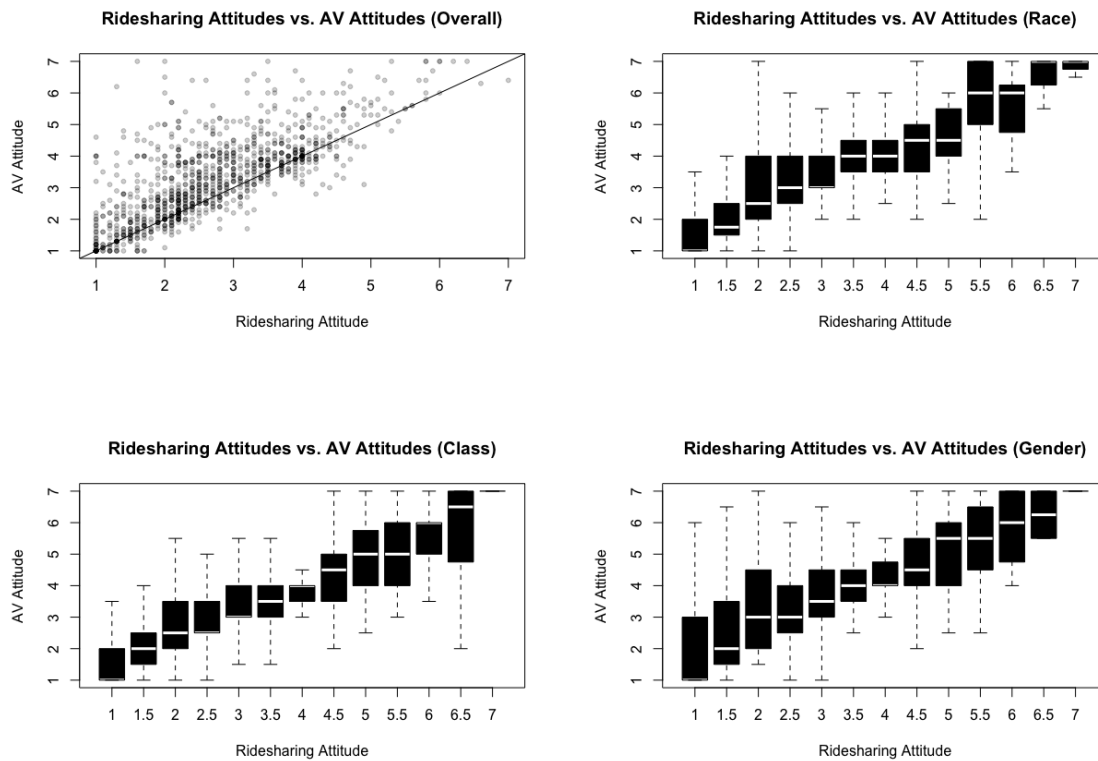 Ridesharing Attitudes vs. AV Attitudes (Overall)
AV Attitude
7
6
5
4
3
2
1
1 2 3 4 5 6 7
Ridesharing Attitude
Ridesharing Attitudes vs. AV Attitudes (Race)
AV Attitude
7
6
5
4
3
2
1
1 1.5 2 2.5 3 3.5 4 4.5 5 5.5 6 6.5 7
Ridesharing Attitude
Ridesharing Attitudes vs. AV Attitudes (Class)
AV Attitude
7
6
5
4
3
2
1
1 1.5 2 2.5 3 3.5 4 4.5 5 5.5 6 6.5 7
Ridesharing Attitude
Ridesharing Attitudes vs. AV Attitudes (Gender)
AV Attitude
7
6
5
4
3
2
1
1 1.5 2 2.5 3 3.5 4 4.5 5 5.5 6 6.5 7
Ridesharing Attitude